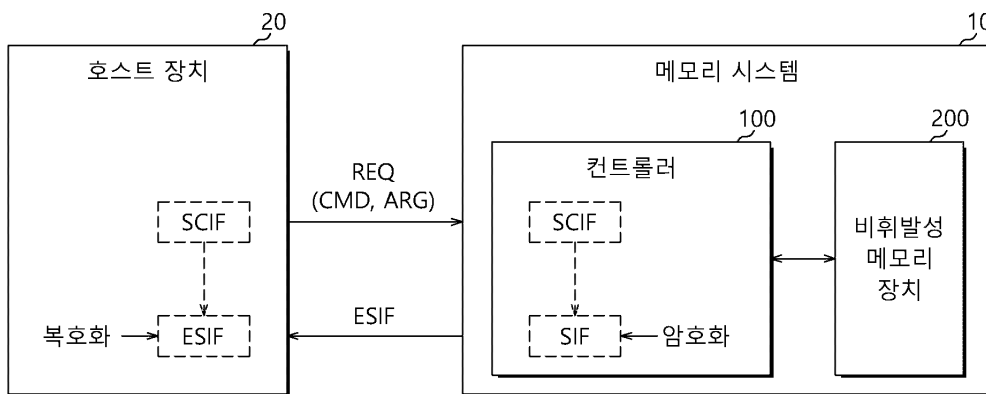 20
호스트 장치
SCIF
복호화
ESIF
REQ
(CMD, ARG)
ESIF
10
메모리 시스템
100
컨트롤러
SCIF
SIF
암호화
200
비휘발성
메모리
장치